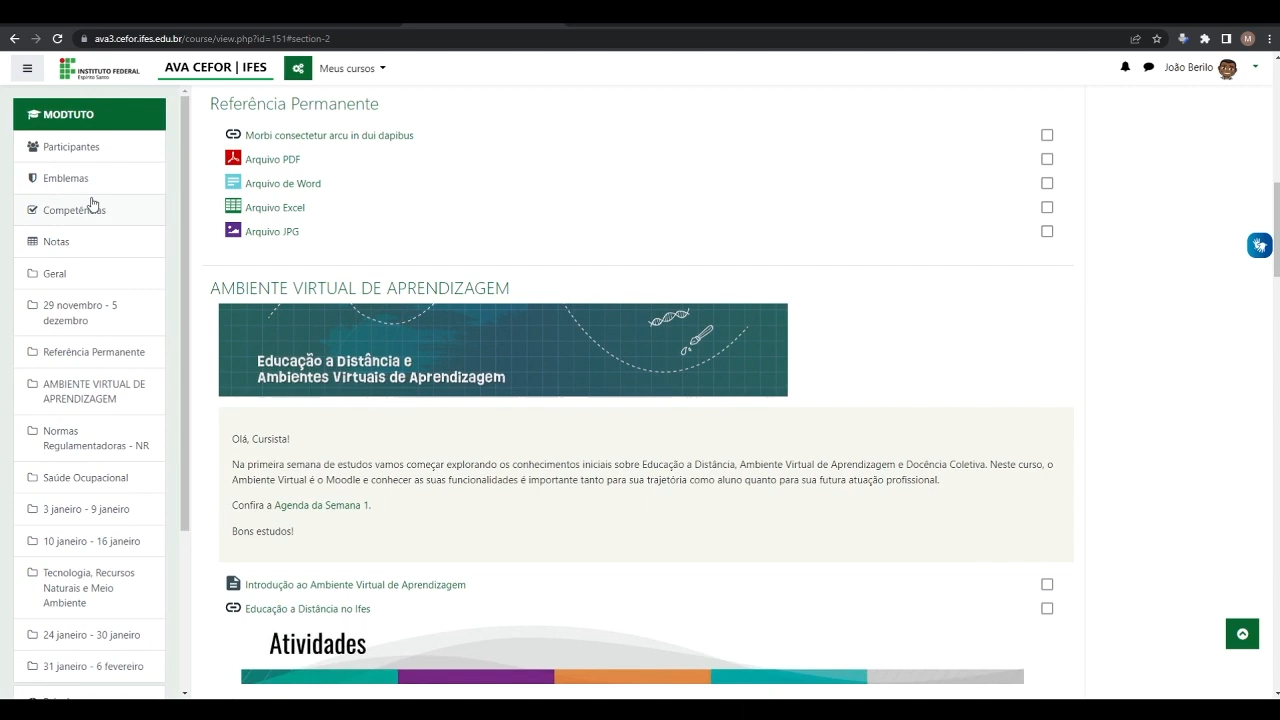 ava3.cefor.ifes.edu.br/course/view.php?id=151#section-2
M
INSTITUTO FEDERAL
Espírito Santo
AVA CEFOR | IFES
Meus cursos
João Berilo
MODTUTO
Participantes
Emblemas
Competências
Notas
Geral
29 novembro - 5
dezembro
Referência Permanente
AMBIENTE VIRTUAL DE
APRENDIZAGEM
Normas
Regulamentadoras - NR
Saúde Ocupacional
3 janeiro - 9 janeiro
10 janeiro - 16 janeiro
Tecnologia, Recursos
Naturais e Meio
Ambiente
24 janeiro - 30 janeiro
31 janeiro - 6 fevereiro
Referência Permanente
Morbi consectetur arcu in dui dapibus
Arquivo PDF
Arquivo de Word
Arquivo Excel
Arquivo JPG
AMBIENTE VIRTUAL DE APRENDIZAGEM
Educação a Distância e
Ambientes Virtuais de Aprendizagem
Olá, Cursista!
Na primeira semana de estudos vamos começar explorando os conhecimentos iniciais sobre Educação a Distância, Ambiente Virtual de Aprendizagem e Docência Coletiva. Neste curso, o
Ambiente Virtual é o Moodle e conhecer as suas funcionalidades é importante tanto para sua trajetória como aluno quanto para sua futura atuação profissional.
Confira a Agenda da Semana 1.
Bons estudos!
Introdução ao Ambiente Virtual de Aprendizagem
Educação a Distância no Ifes
Atividades